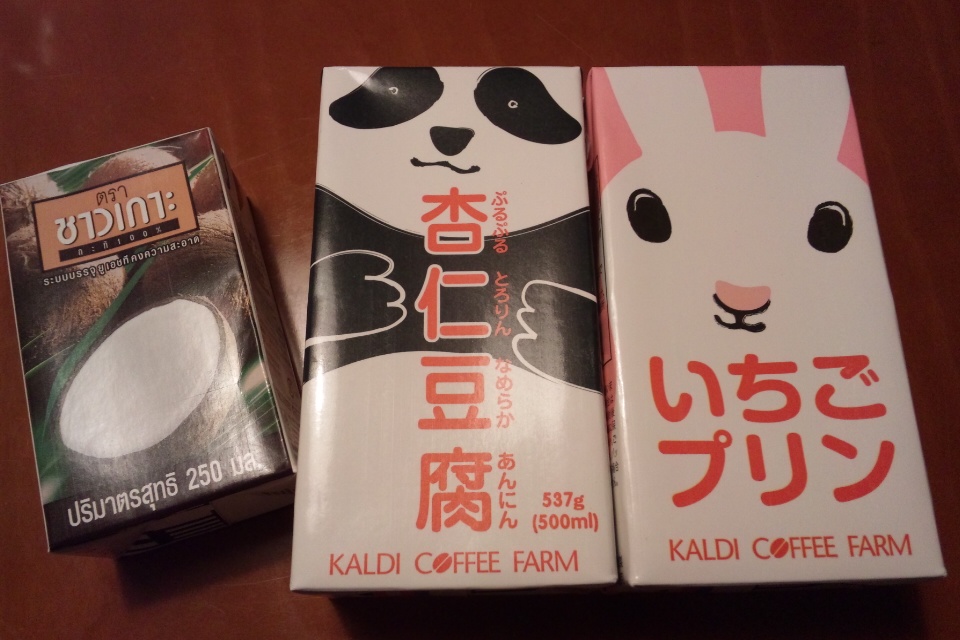 ตรา
ชาวเกาะ
กะทิ 100%
ระบบบรรจุยูเอชทีคงความสะอาด
ปริมาตรสุทธิ 250 มล.
杏仁豆腐
ぷるぷる とろりん なめらか あんにん
537g
(500ml)
KALDI COFFEE FARM
いちご
プリン
KALDI COFFEE FARM